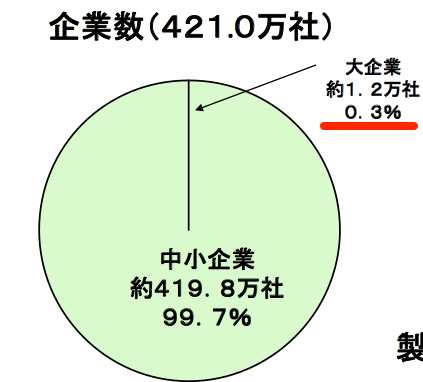 企業数（４２１.０万社）
大企業
約１．２万社
０．３％
中小企業
約４１９．８万社
９９．７％
製